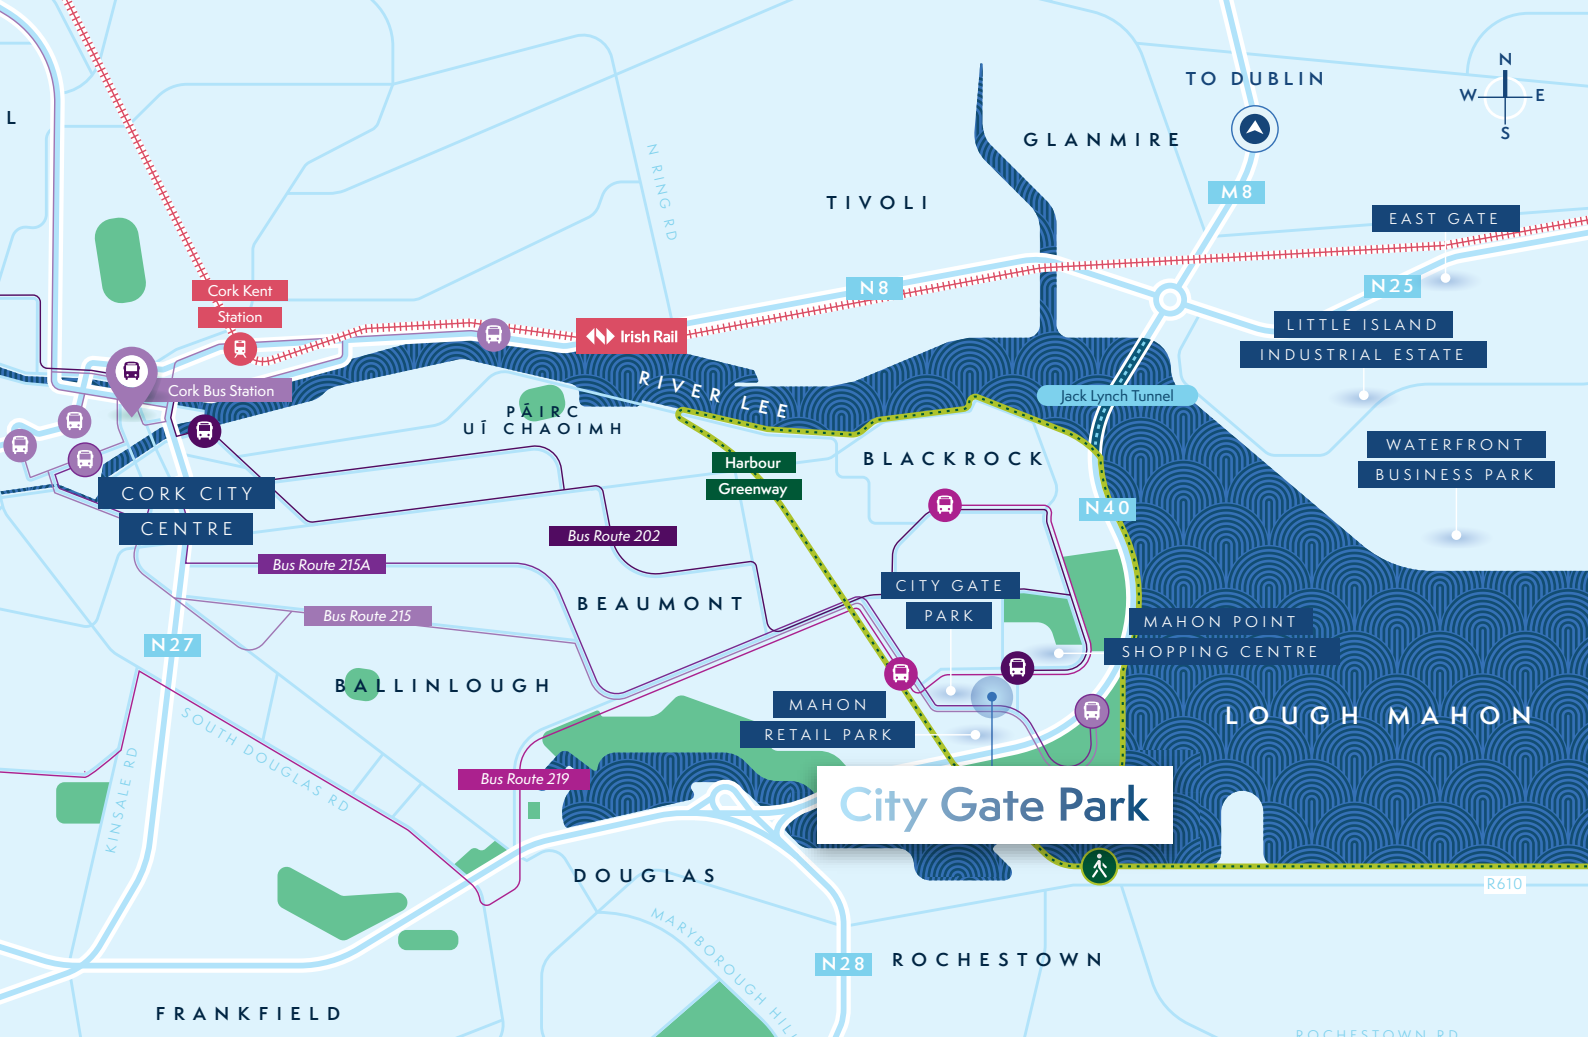 N
W E
S
TO DUBLIN
L
GLANMIRE
N RING RD
M8
TIVOLI
EAST GATE
Cork Kent
Station
N8
N25
Irish Rail
LITTLE ISLAND
INDUSTRIAL ESTATE
RIVER LEE
Cork Bus Station
Jack Lynch Tunnel
PÁIRC
UĪ CHAOIMH
WATERFRONT
BUSINESS PARK
BLACKROCK
Harbour
Greenway
CORK CITY
CENTRE
N40
Bus Route 202
Bus Route 215A
CITY GATE
PARK
BEAUMONT
Bus Route 215
MAHON POINT
SHOPPING CENTRE
N27
BALLINLOUGH
MAHON
RETAIL PARK
LOUGH MAHON
SOUTH DOUGLAS RD
KINSALE RD
Bus Route 219
City Gate Park
DOUGLAS
R610
MARYBOROUGH HILL
N28
ROCHESTOWN
FRANKFIELD
ROCHESTOWN RD